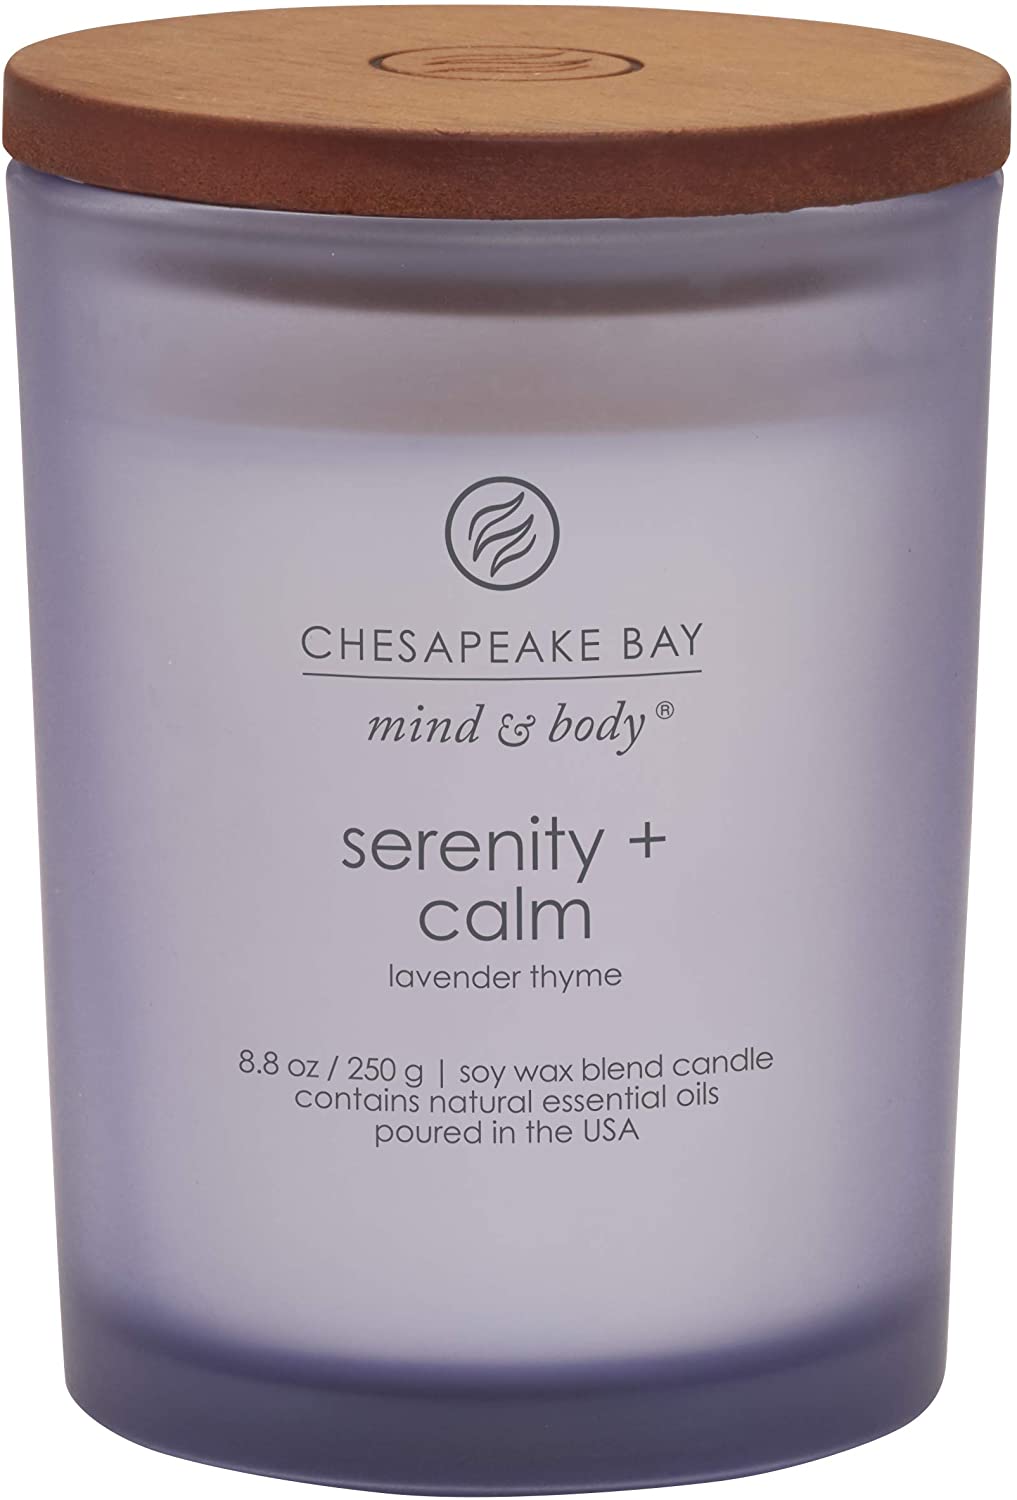 CHESAPEAKE BAY
mind & body®
serenity +
calm
lavender thyme
8.8 oz / 250 g | soy wax blend candle
contains natural essential oils
poured in the USA